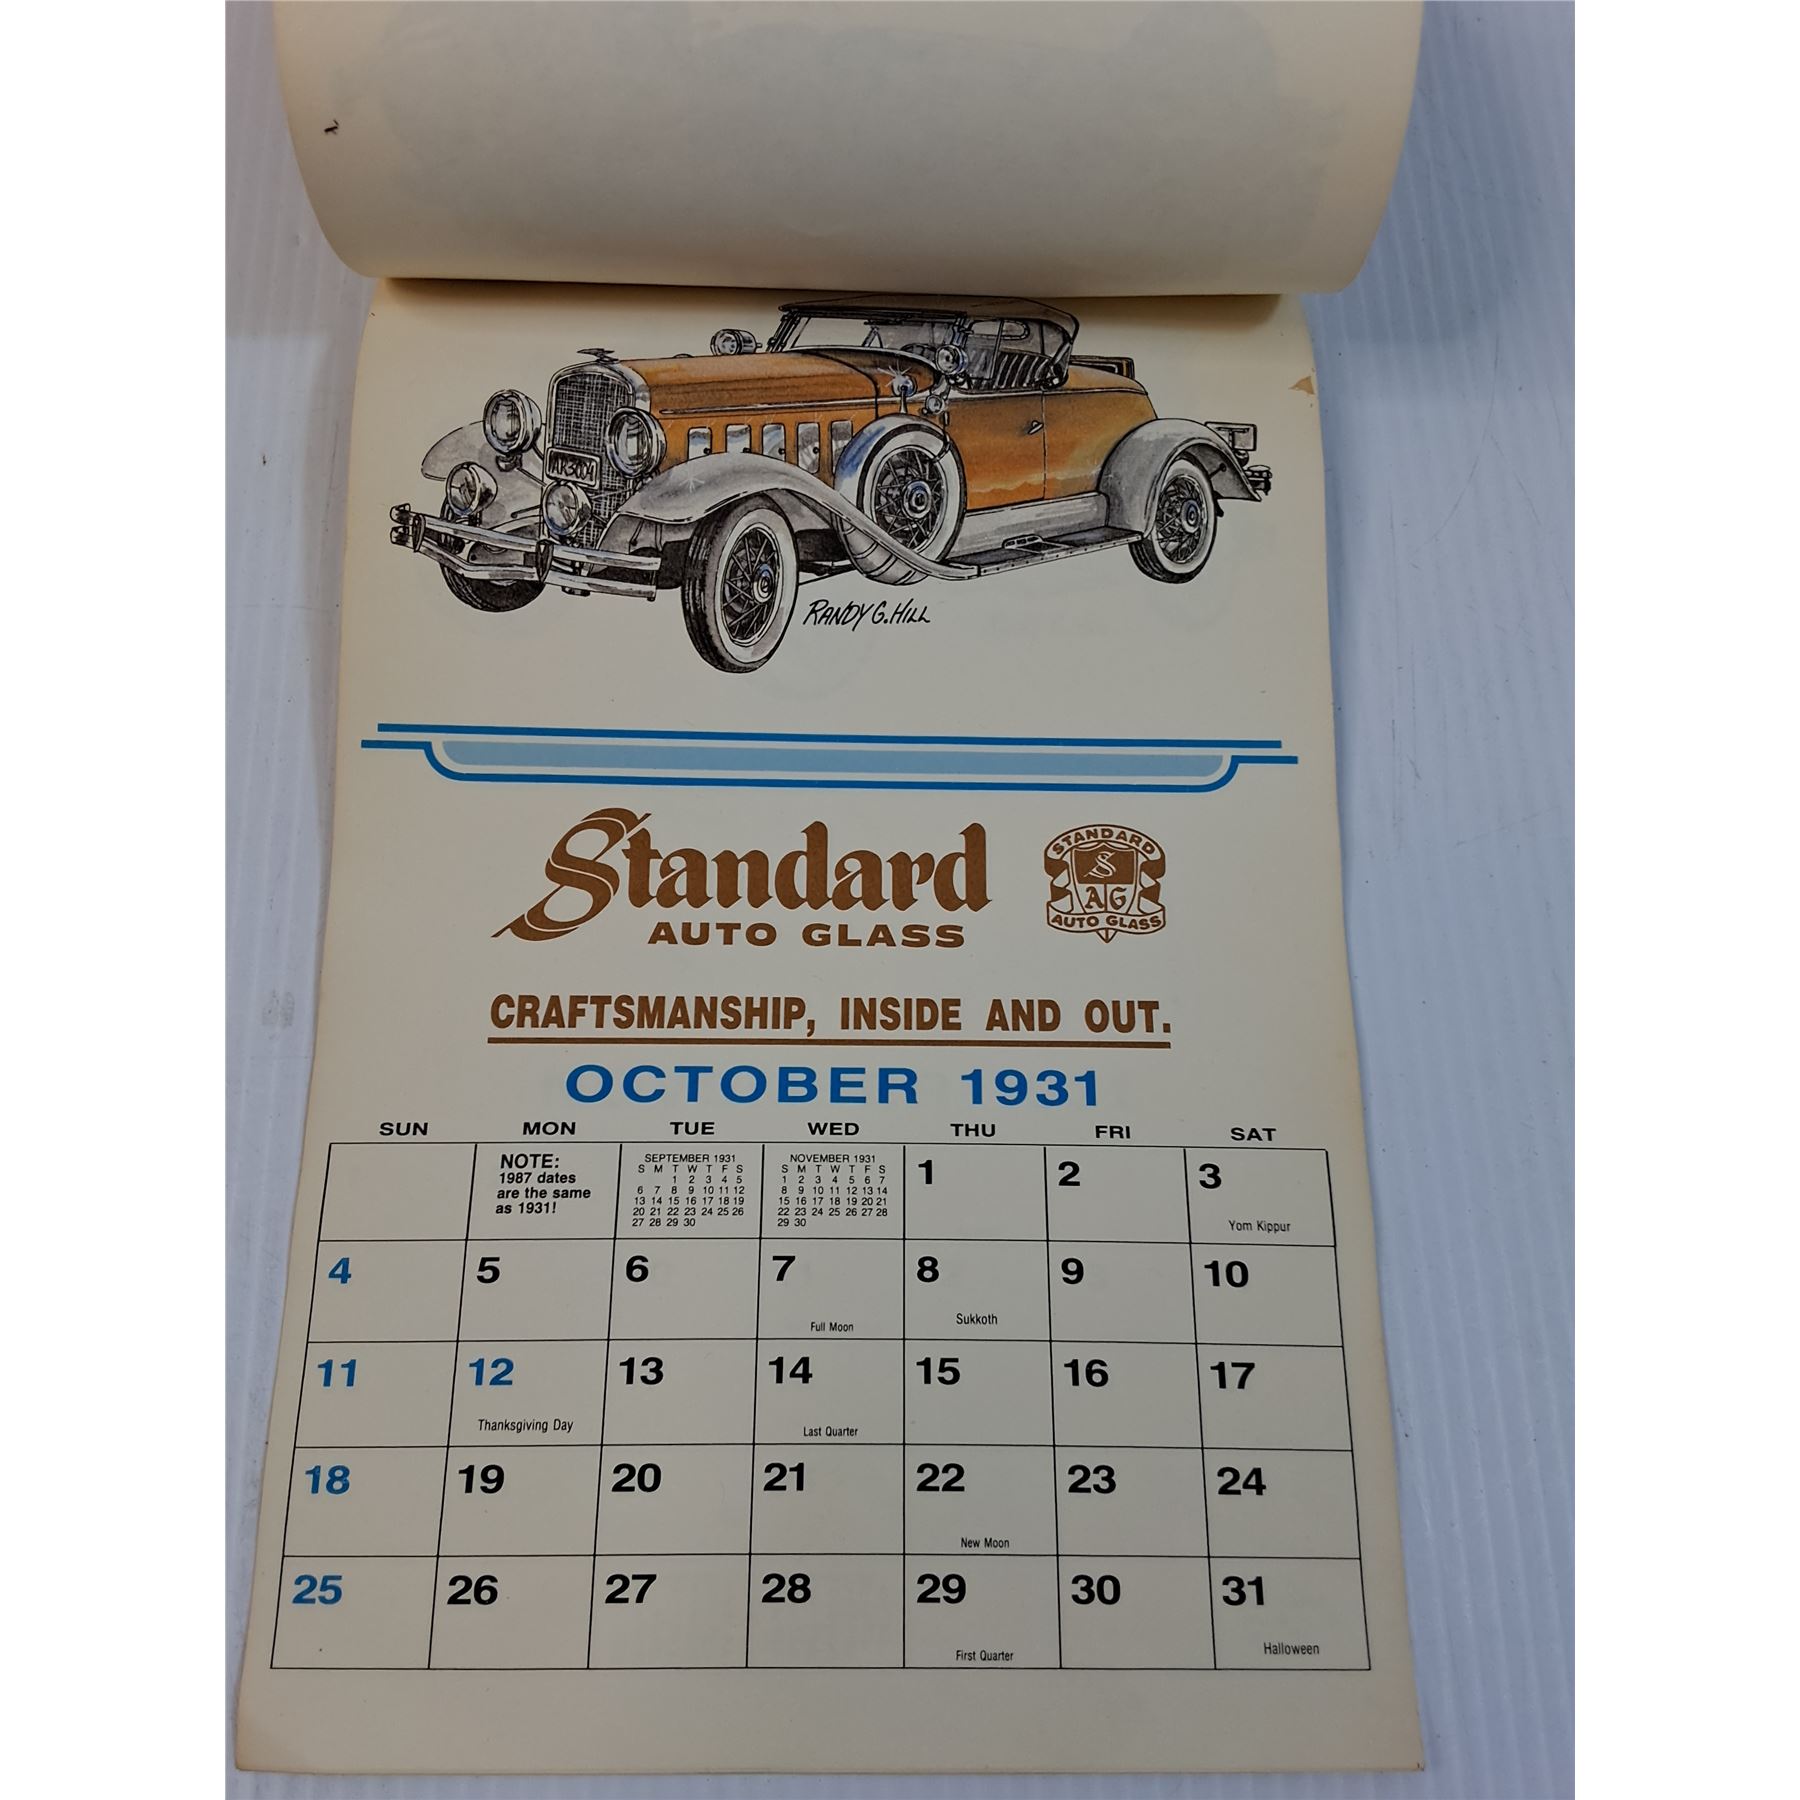 AK3004
RANDY G. HILL
Standard
AUTO GLASS
STANDARD
S
A G
AUTO GLASS
CRAFTSMANSHIP, INSIDE AND OUT.
OCTOBER 1931
SUN MON TUE WED THU FRI SAT
NOTE:
1987 dates
are the same
as 1931!
SEPTEMBER 1931
S M T W T F S
1 2 3 4 5
6 7 8 9 10 11 12
13 14 15 16 17 18 19
20 21 22 23 24 25 26
27 28 29 30
NOVEMBER 1931
S M T W T F S
1 2 3 4 5 6 7
8 9 10 11 12 13 14
15 16 17 18 19 20 21
22 23 24 25 26 27 28
29 30
1 2 3
Yom Kippur
4 5 6 7 8 9 10
Full Moon Sukkoth
11 12 13 14 15 16 17
Thanksgiving Day Last Quarter
18 19 20 21 22 23 24
New Moon
25 26 27 28 29 30 31
First Quarter Halloween